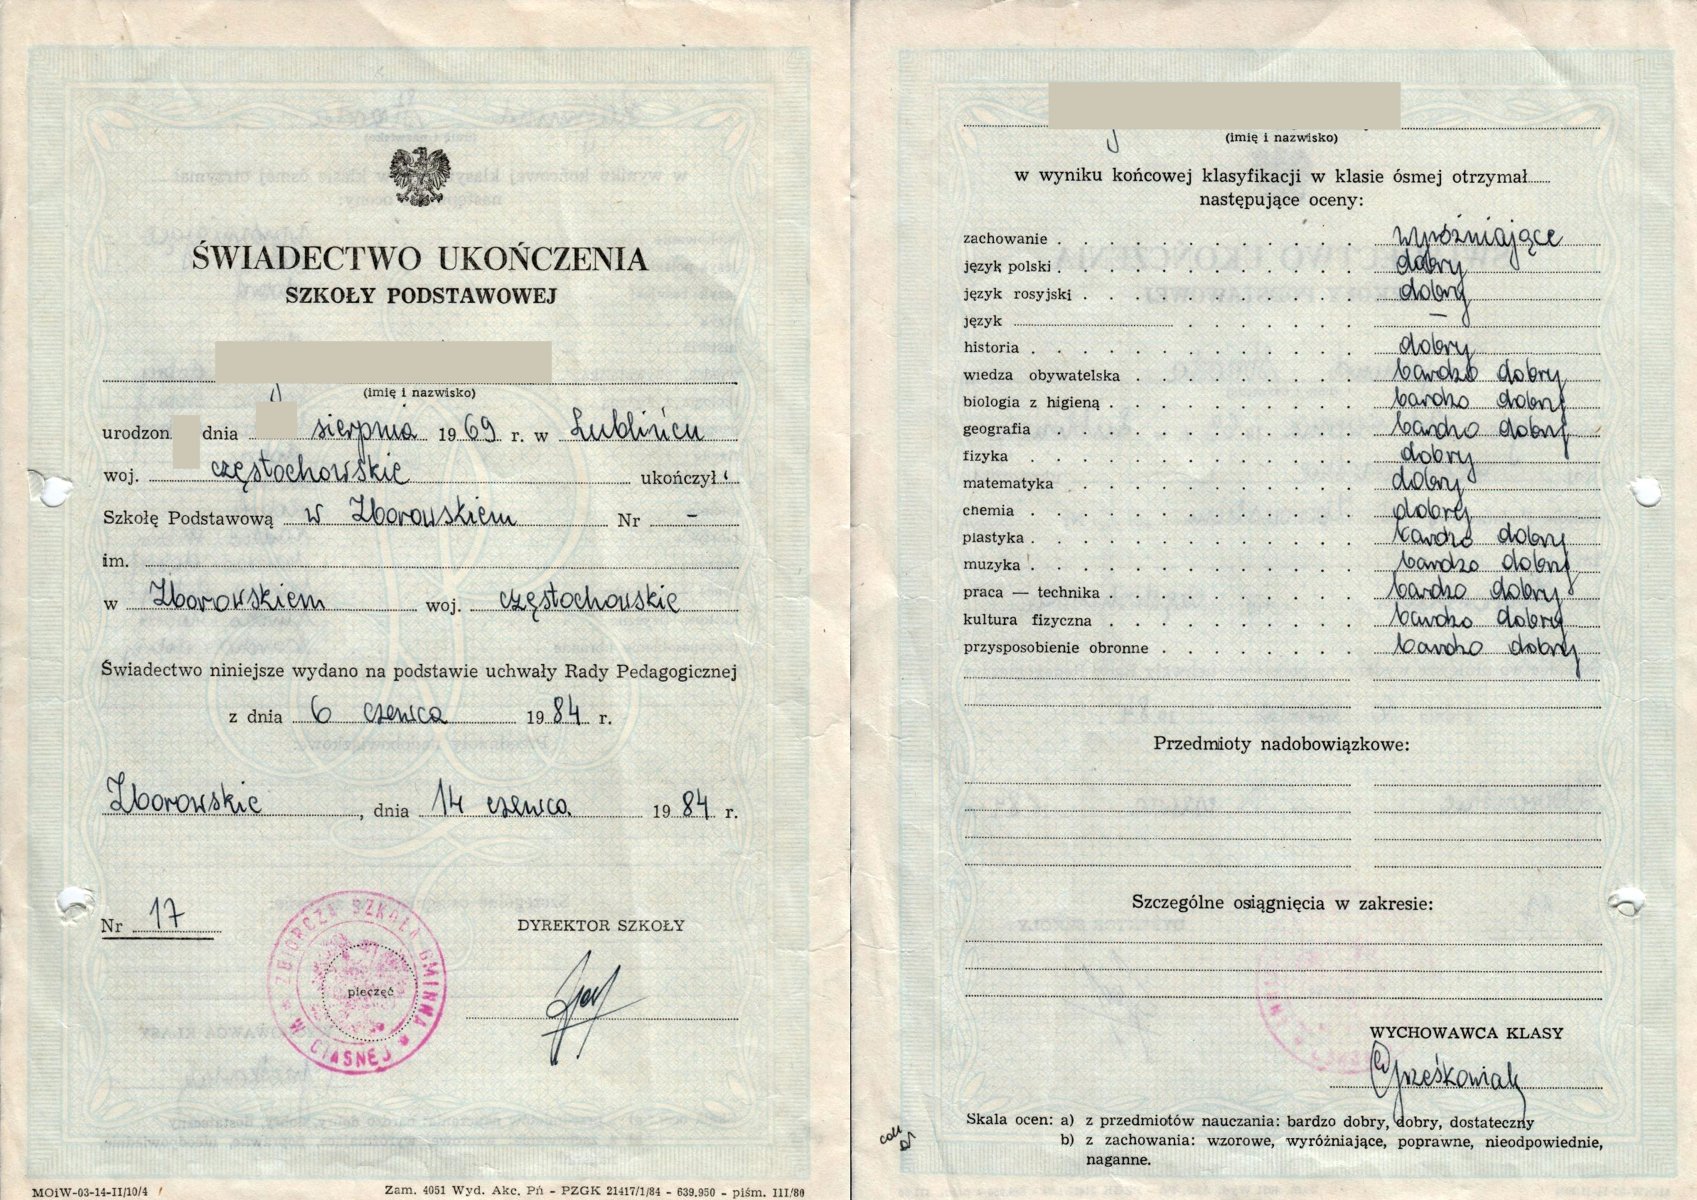 ŚWIADECTWO UKOŃCZENIA
SZKOŁY PODSTAWOWEJ
(imię i nazwisko)
urodzon dnia sierpnia 1969 r. w Lublińcu
woj. częstochowskie ukończył
Szkołę Podstawową w Zborowskiem Nr -
im.
w Zborowskiem woj. częstochowskie
Świadectwo niniejsze wydano na podstawie uchwały Rady Pedagogicznej
z dnia 6 czerwca 1984 r.
Zborowskie, dnia 14 czerwca 1984 r.
Nr 17
ZBIORCZA SZKOŁA GMINNA
W CIASNEJ
pieczęć
DYREKTOR SZKOŁY
MOiW-03-14-II/10/4
Zam. 4051 Wyd. Akc. Pń - PZGK 21417/1/84 - 639.950 - piśm. III/80
(imię i nazwisko)
w wyniku końcowej klasyfikacji w klasie ósmej otrzymał
następujące oceny:
zachowanie wyróżniające
język polski dobry
język rosyjski dobry
język —
historia dobry
wiedza obywatelska bardzo dobry
biologia z higieną bardzo dobry
geografia bardzo dobry
fizyka dobry
matematyka dobry
chemia dobry
plastyka bardzo dobry
muzyka bardzo dobry
praca — technika bardzo dobry
kultura fizyczna bardzo dobry
przysposobienie obronne bardzo dobry
Przedmioty nadobowiązkowe:
Szczególne osiągnięcia w zakresie:
WYCHOWAWCA KLASY
Grześkowiak
Skala ocen: a) z przedmiotów nauczania: bardzo dobry, dobry, dostateczny
b) z zachowania: wzorowe, wyróżniające, poprawne, nieodpowiednie,
naganne.